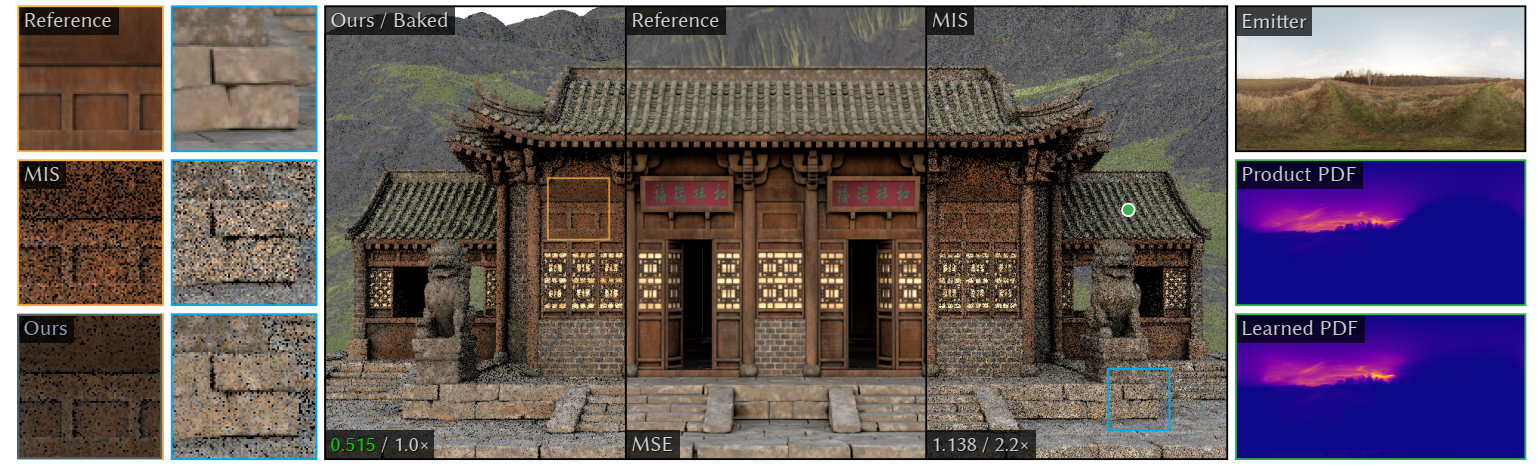 Reference
MIS
Ours
Ours / Baked
0.515 / 1.0×
Reference
MSE
MIS
1.138 / 2.2×
Emitter
Product PDF
Learned PDF